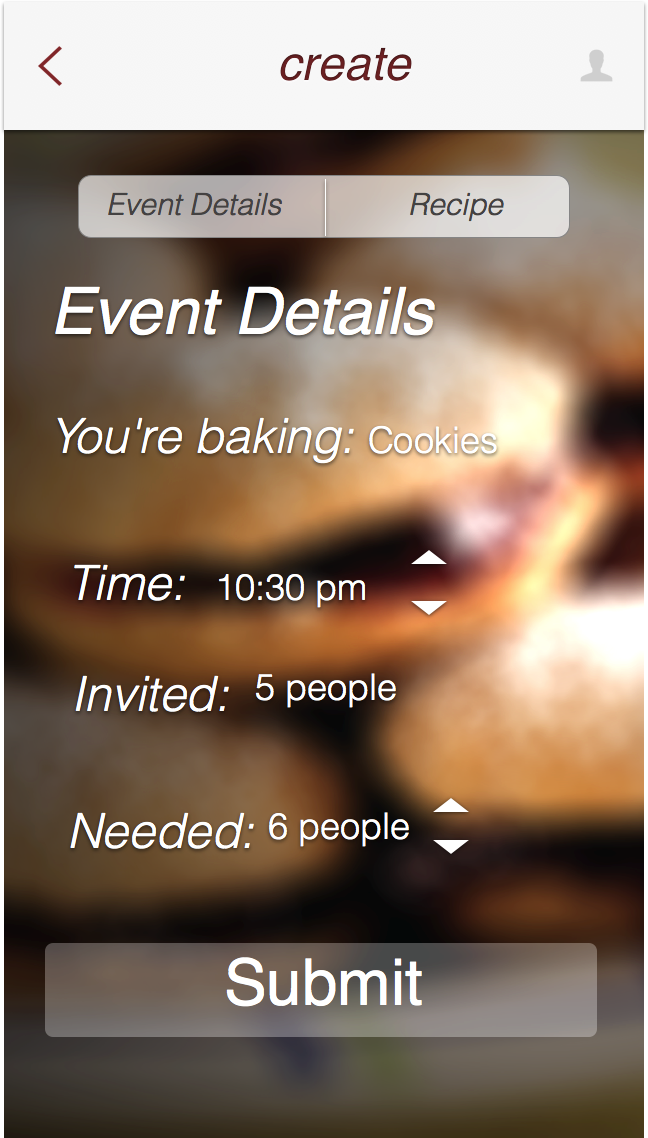 create
Event Details Recipe
Event Details
You're baking: Cookies
Time: 10:30 pm
Invited: 5 people
Needed: 6 people
Submit